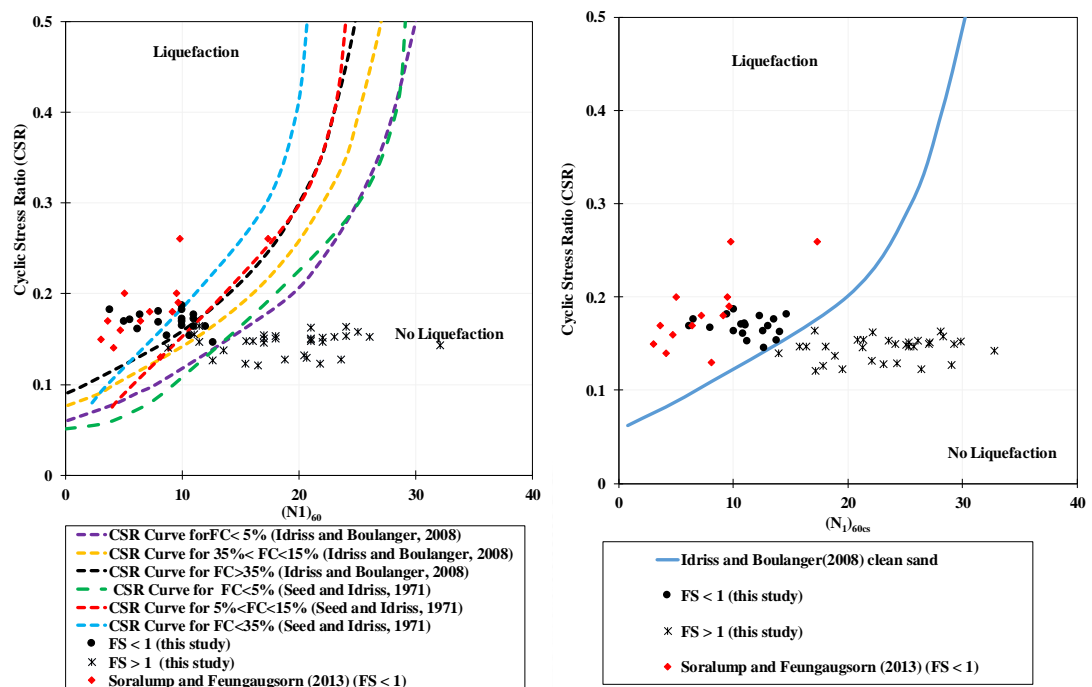 0.5
0.4
0.3
0.2
0.1
0
Cyclic Stress Ratio (CSR)
Liquefaction
No Liquefaction
0 10 20 30 40
(N1)60
CSR Curve forFC< 5% (Idriss and Boulanger, 2008)
CSR Curve for 35%< FC<15% (Idriss and Boulanger, 2008)
CSR Curve for FC>35% (Idriss and Boulanger, 2008)
CSR Curve for FC<5% (Seed and Idriss, 1971)
CSR Curve for 5%<FC<15% (Seed and Idriss, 1971)
CSR Curve for FC<35% (Seed and Idriss, 1971)
FS < 1 (this study)
FS > 1 (this study)
Soralump and Feungaugsorn (2013) (FS < 1)
0.5
0.4
0.3
0.2
0.1
0
Cyclic Stress Ratio (CSR)
Liquefaction
No Liquefaction
0 10 20 30 40
(N1)60cs
Idriss and Boulanger(2008) clean sand
FS < 1 (this study)
FS > 1 (this study)
Soralump and Feungaugsorn (2013) (FS < 1)